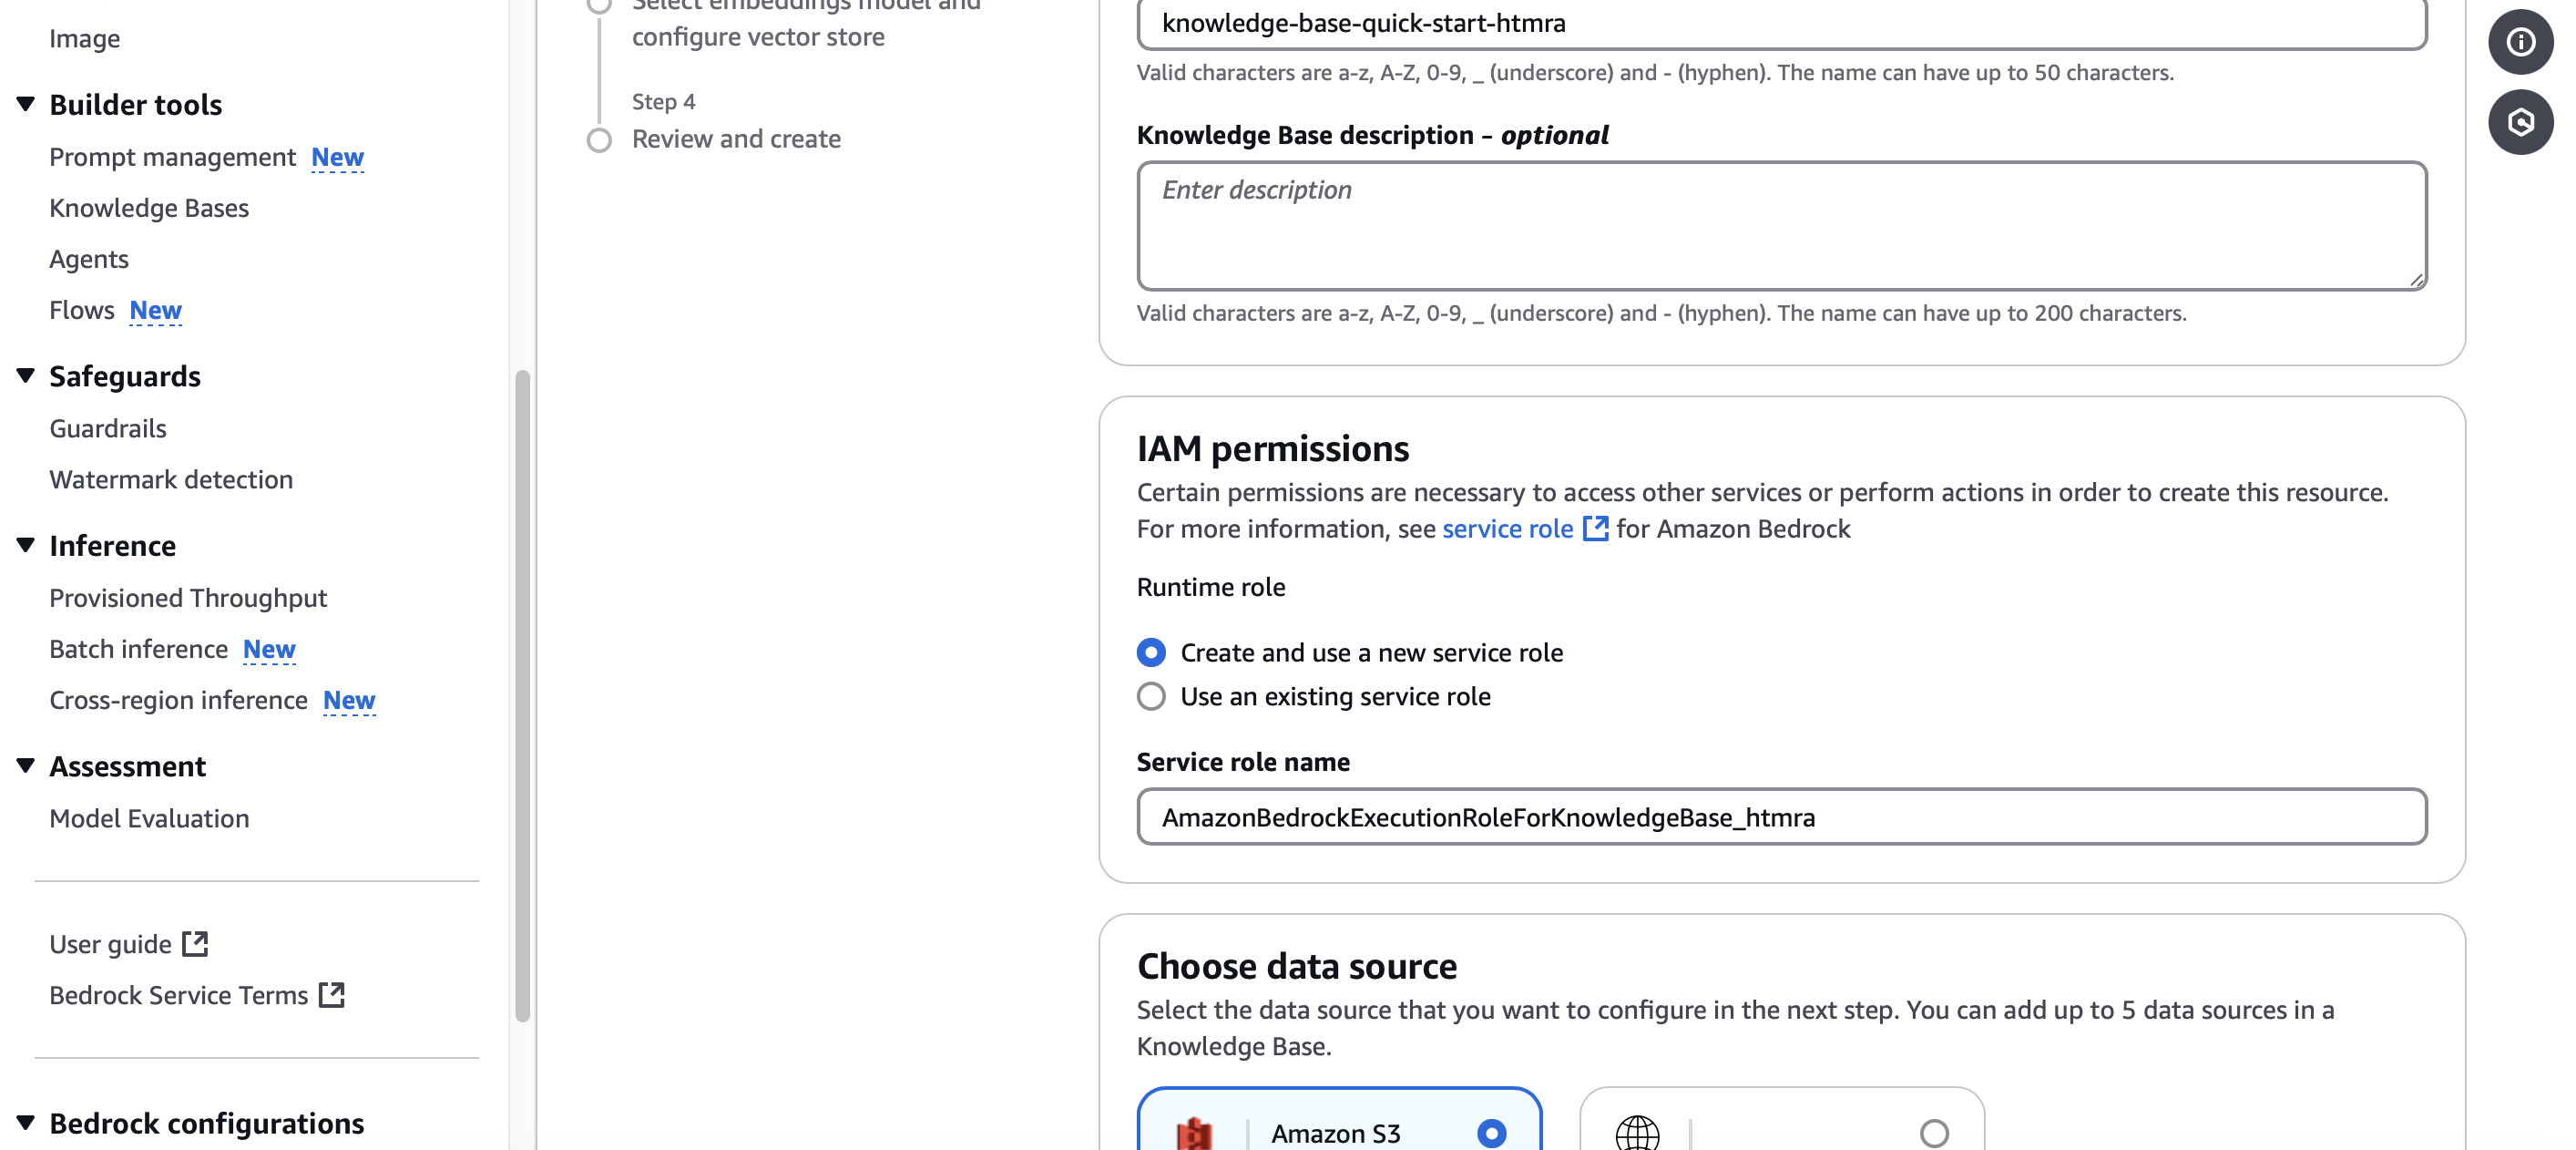 Image
Builder tools
Prompt management New
Knowledge Bases
Agents
Flows New
Safeguards
Guardrails
Watermark detection
Inference
Provisioned Throughput
Batch inference New
Cross-region inference New
Assessment
Model Evaluation
User guide
Bedrock Service Terms
Bedrock configurations
Select embeddings model and
configure vector store
Step 4
Review and create
knowledge-base-quick-start-htmra
Valid characters are a-z, A-Z, 0-9, _ (underscore) and - (hyphen). The name can have up to 50 characters.
Knowledge Base description – optional
Enter description
Valid characters are a-z, A-Z, 0-9, _ (underscore) and - (hyphen). The name can have up to 200 characters.
IAM permissions
Certain permissions are necessary to access other services or perform actions in order to create this resource.
For more information, see service role for Amazon Bedrock
Runtime role
Create and use a new service role
Use an existing service role
Service role name
AmazonBedrockExecutionRoleForKnowledgeBase_htmra
Choose data source
Select the data source that you want to configure in the next step. You can add up to 5 data sources in a
Knowledge Base.
Amazon S3